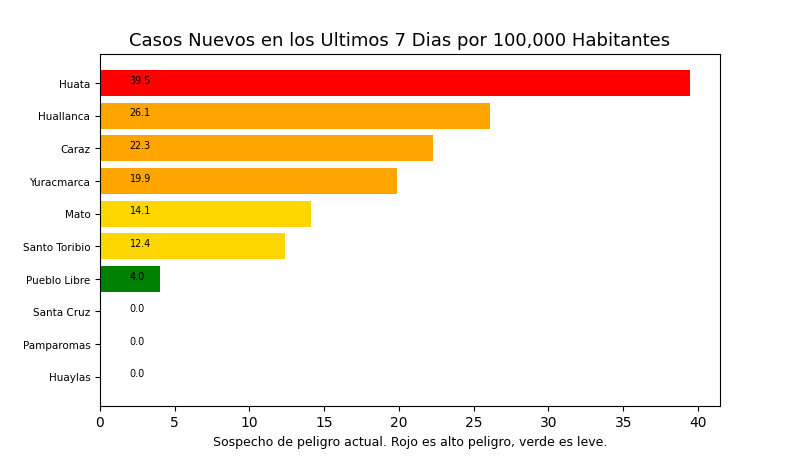 Casos Nuevos en los Ultimos 7 Dias por 100,000 Habitantes
Huata 39.5
Huallanca 26.1
Caraz 22.3
Yuracmarca 19.9
Mato 14.1
Santo Toribio 12.4
Pueblo Libre 4.0
Santa Cruz 0.0
Pamparomas 0.0
Huaylas 0.0
0 5 10 15 20 25 30 35 40
Sospecho de peligro actual. Rojo es alto peligro, verde es leve.